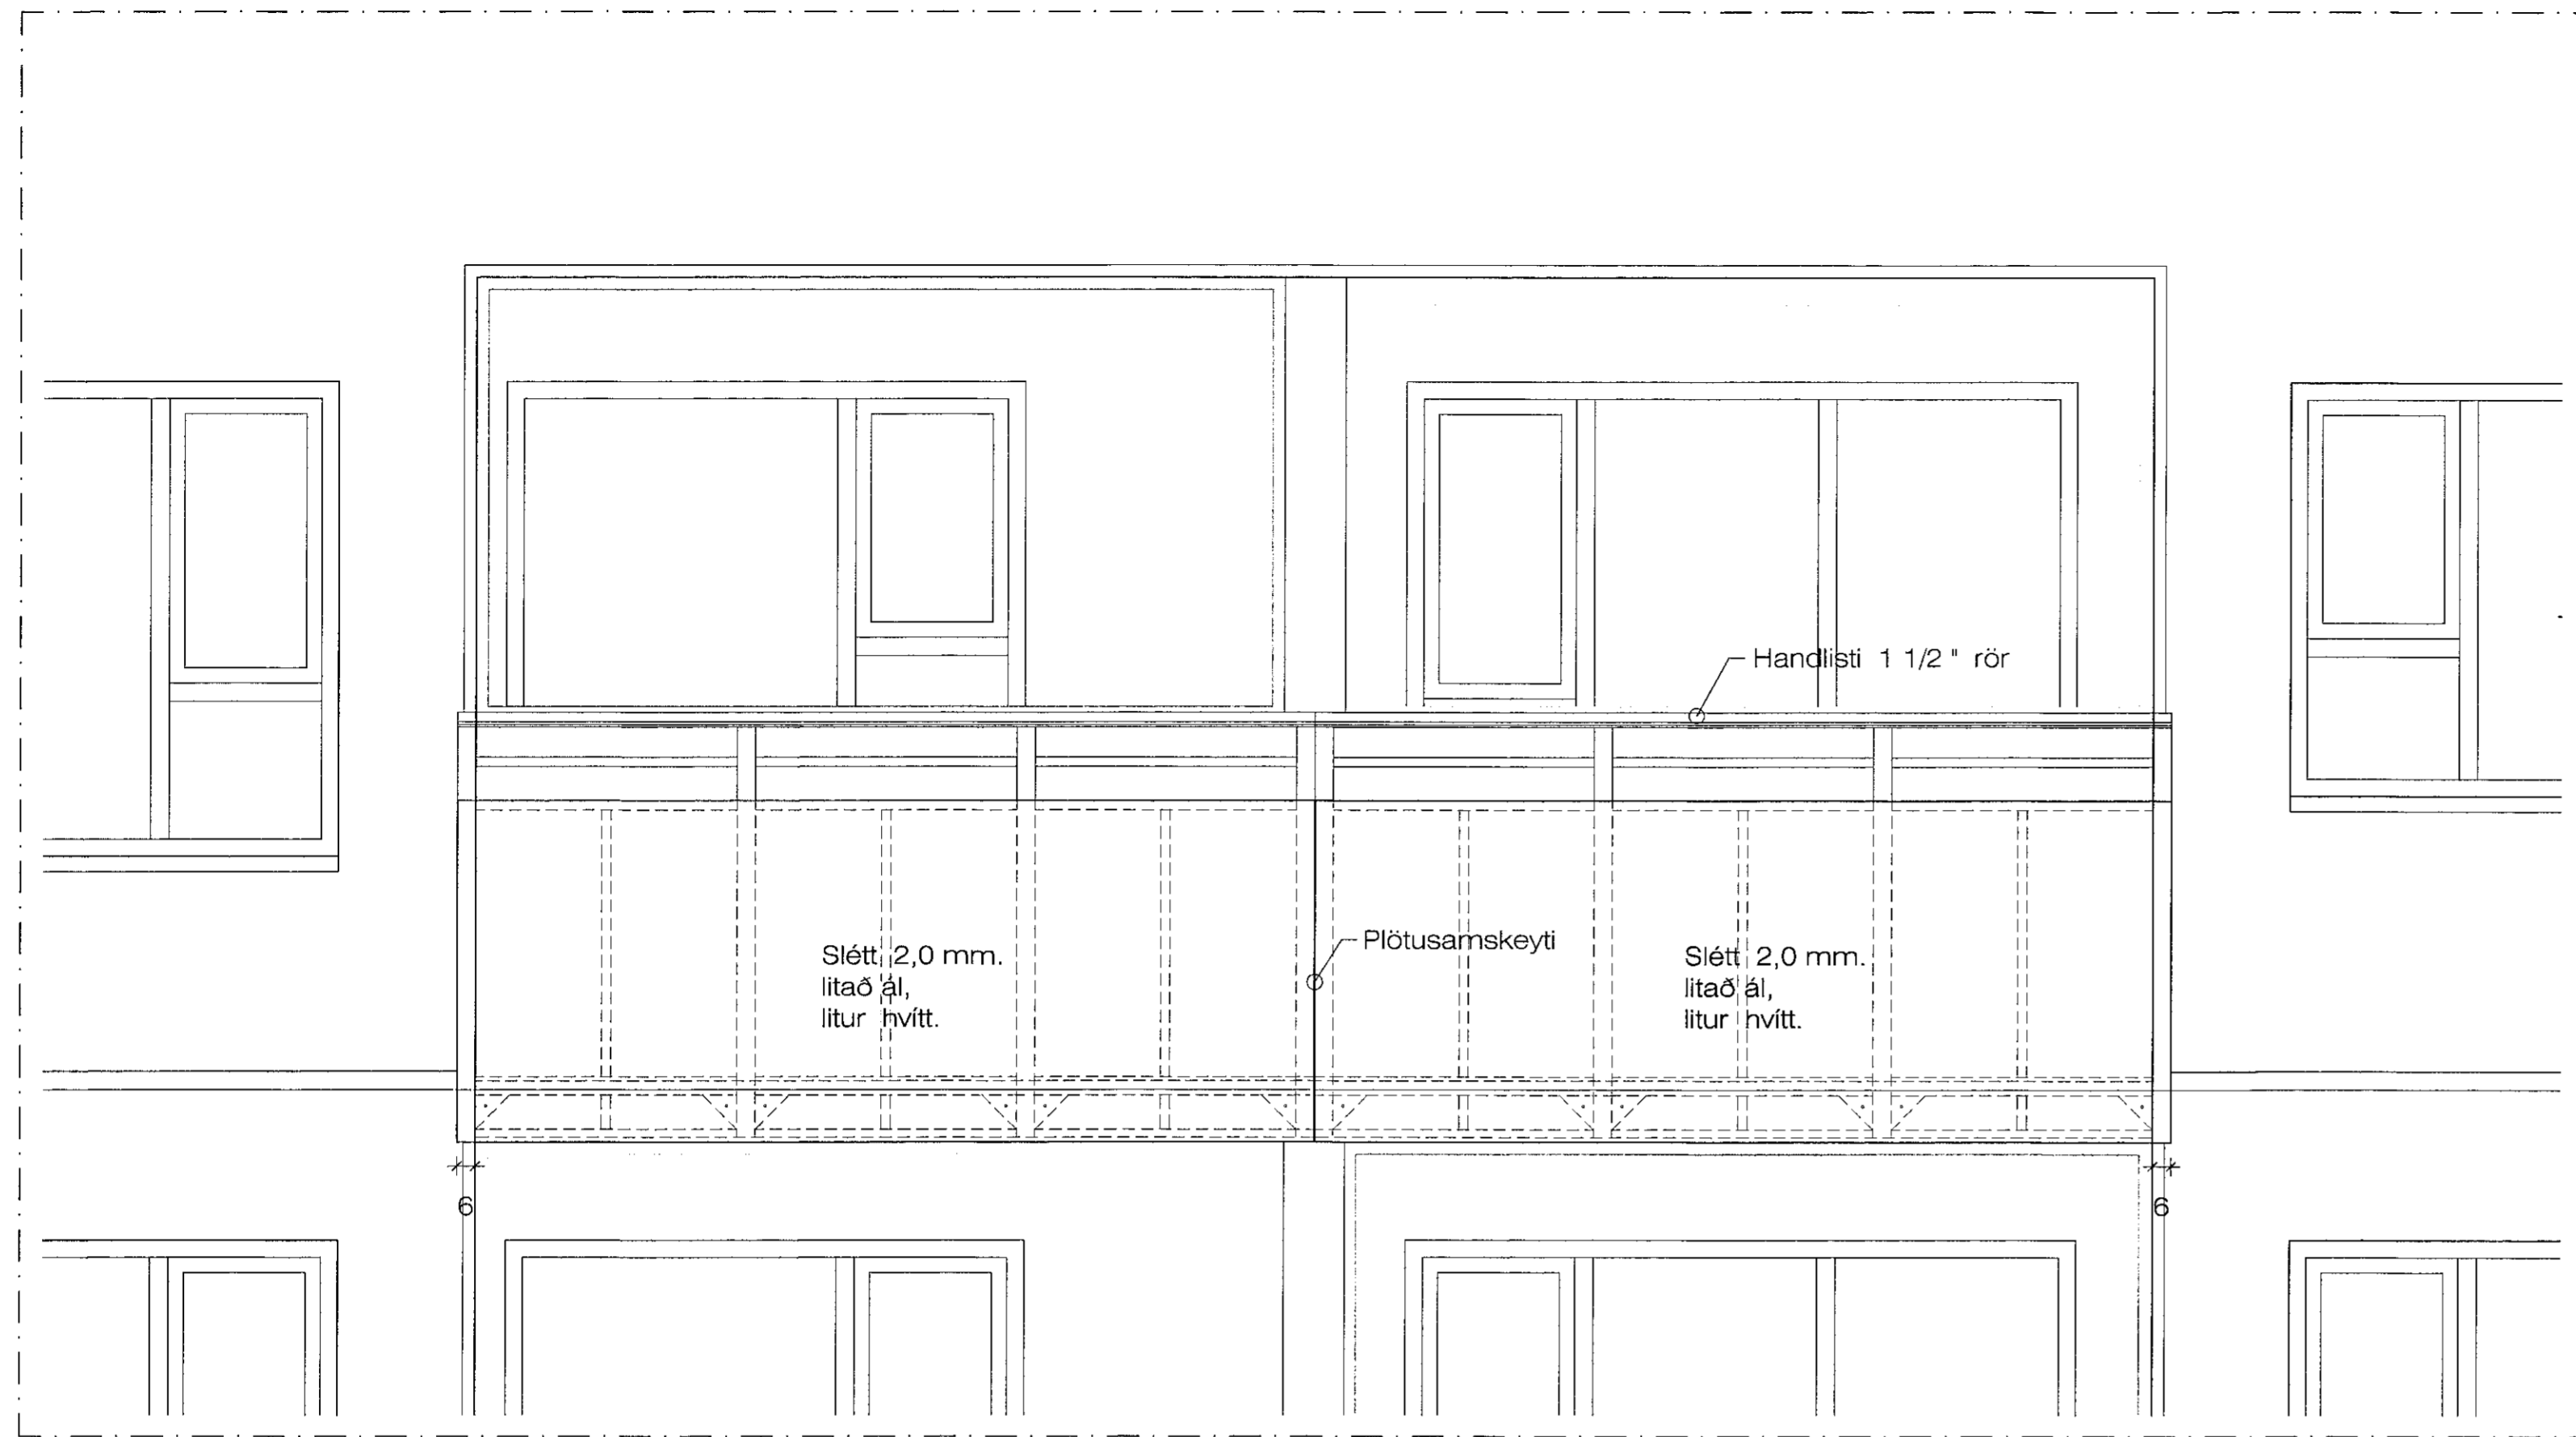 Handlisti 1 1/2 " rör
Plötusamskeyti
Slétt 2,0 mm.
litað ál,
litur hvítt.
Slétt 2,0 mm.
litað ál,
litur hvítt.
6
6